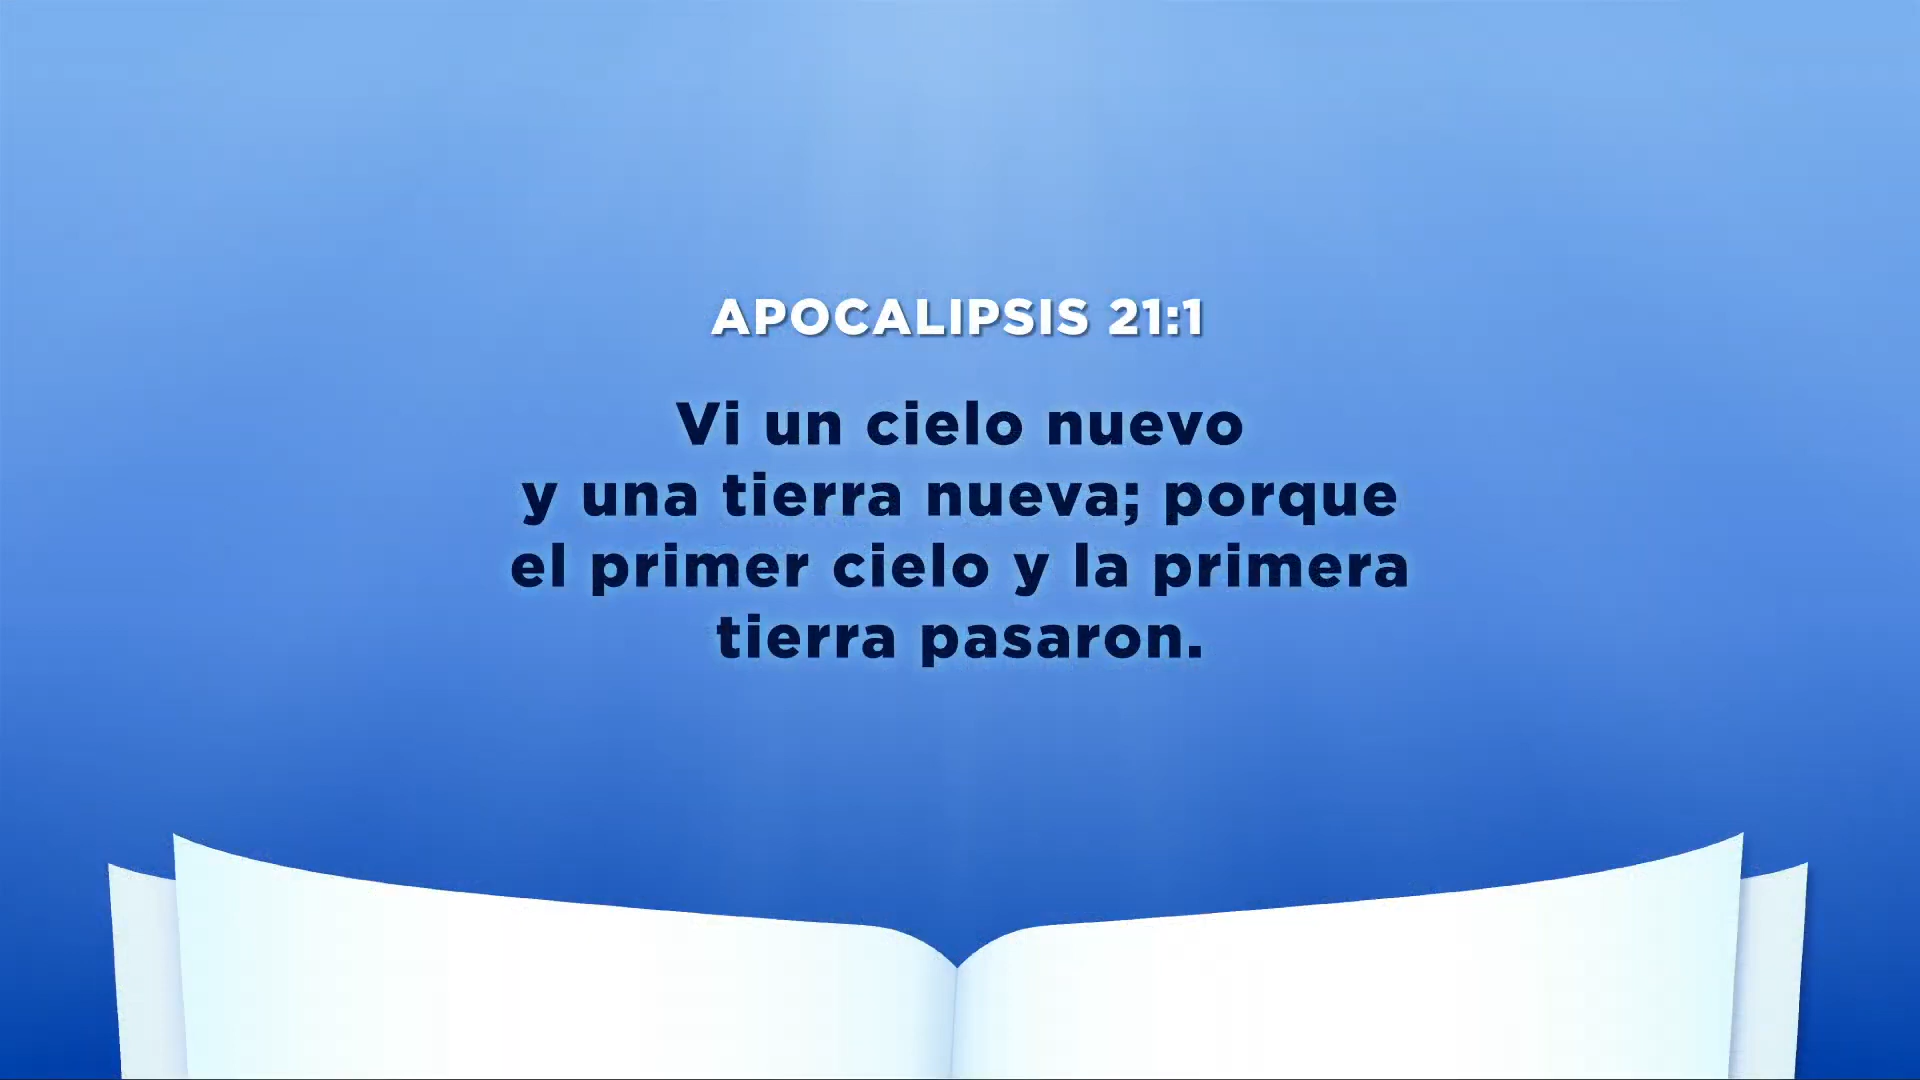 APOCALIPSIS 21:1
Vi un cielo nuevo
y una tierra nueva; porque
el primer cielo y la primera
tierra pasaron.